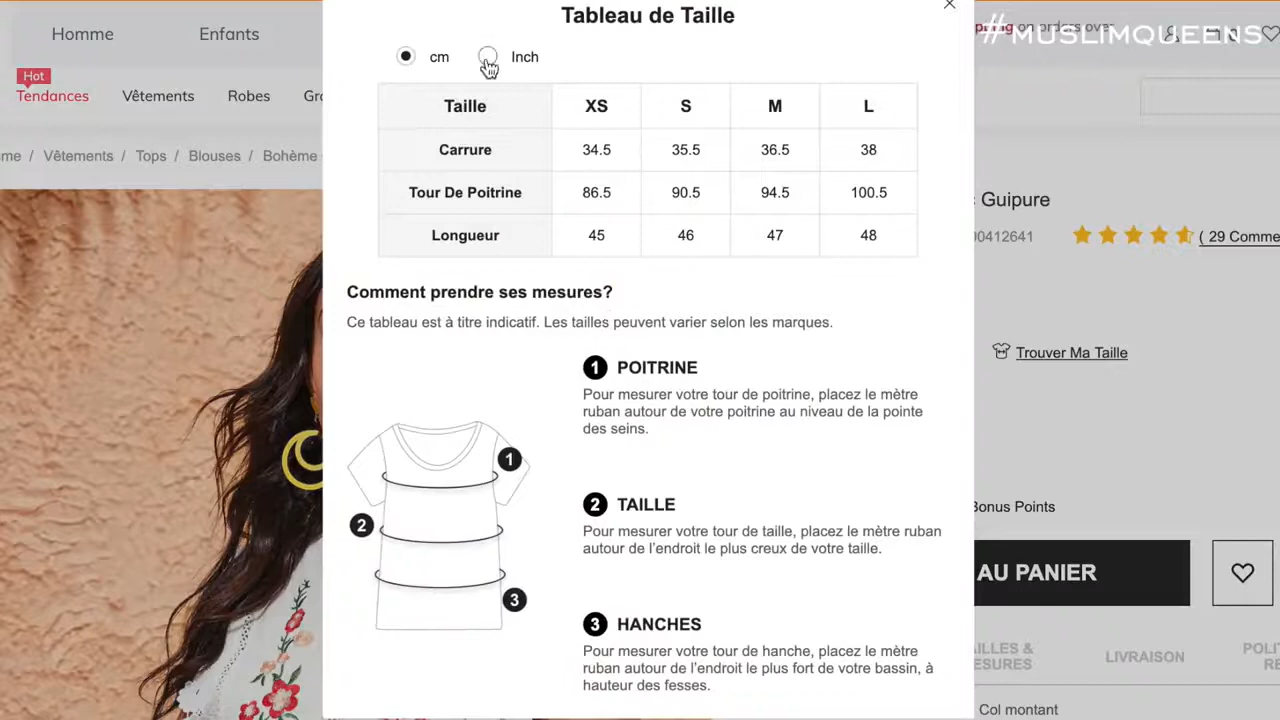 Tableau de Taille
#MUSLIMQUEENS
on orders over
Homme
Enfants
cm
Inch
Hot
Tendances
Vêtements
Robes
Taille
XS
S
M
L
Carrure
34.5
35.5
36.5
38
/ Vêtements / Tops / Blouses / Bohème
Tour De Poitrine
86.5
90.5
94.5
100.5
Guipure
Longueur
45
46
47
48
( 29 Comme
Comment prendre ses mesures?
Ce tableau est à titre indicatif. Les tailles peuvent varier selon les marques.
Trouver Ma Taille
1 POITRINE
Pour mesurer votre tour de poitrine, placez le mètre
ruban autour de votre poitrine au niveau de la pointe
des seins.
1
2
3
2 TAILLE
Pour mesurer votre tour de taille, placez le mètre ruban
autour de l'endroit le plus creux de votre taille.
3 HANCHES
Pour mesurer votre tour de hanche, placez le mètre
ruban autour de l'endroit le plus fort de votre bassin, à
hauteur des fesses.
Bonus Points
AU PANIER
AILLES &
ESURES
LIVRAISON
POLI
RE
Col montant